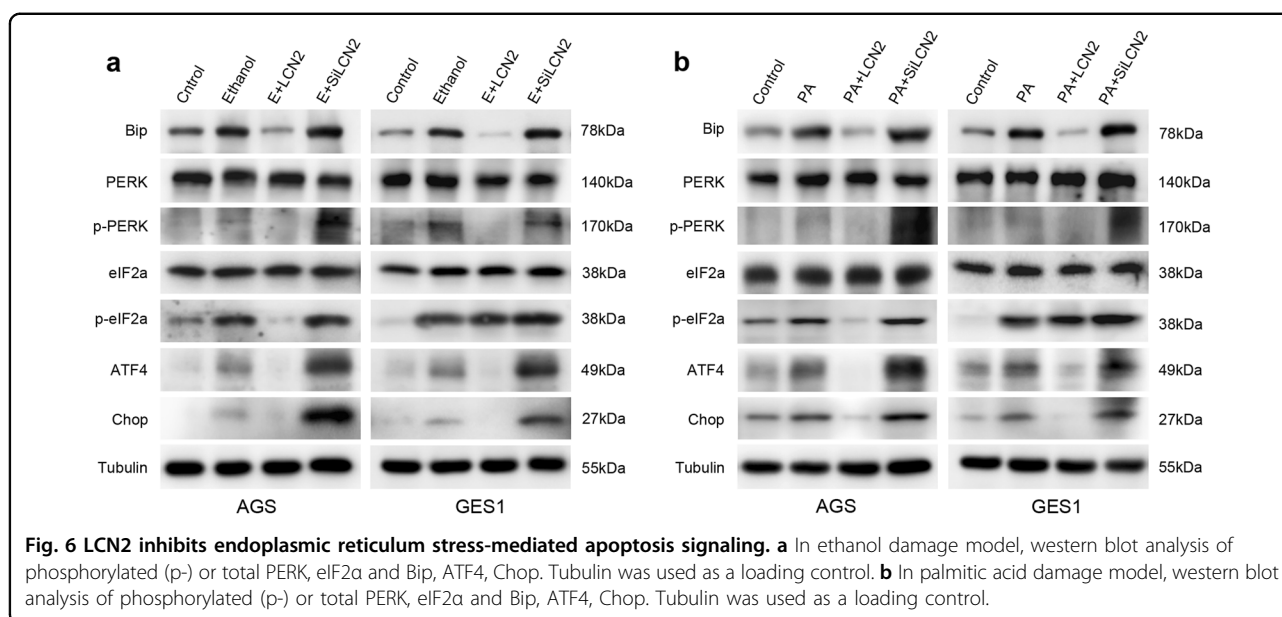 a
Cntrol Ethanol E+LCN2 E+SiLCN2 Control Ethanol E+LCN2 E+SiLCN2
Bip 78kDa
PERK 140kDa
p-PERK 170kDa
eIF2a 38kDa
p-eIF2a 38kDa
ATF4 49kDa
Chop 27kDa
Tubulin 55kDa
AGS GES1
b
Control PA PA+LCN2 PA+SiLCN2 Control PA PA+LCN2 PA+SiLCN2
Bip 78kDa
PERK 140kDa
p-PERK 170kDa
eIF2a 38kDa
p-eIF2a 38kDa
ATF4 49kDa
Chop 27kDa
Tubulin 55kDa
AGS GES1
Fig. 6 LCN2 inhibits endoplasmic reticulum stress-mediated apoptosis signaling. a In ethanol damage model, western blot analysis of
phosphorylated (p-) or total PERK, eIF2α and Bip, ATF4, Chop. Tubulin was used as a loading control. b In palmitic acid damage model, western blot
analysis of phosphorylated (p-) or total PERK, eIF2α and Bip, ATF4, Chop. Tubulin was used as a loading control.